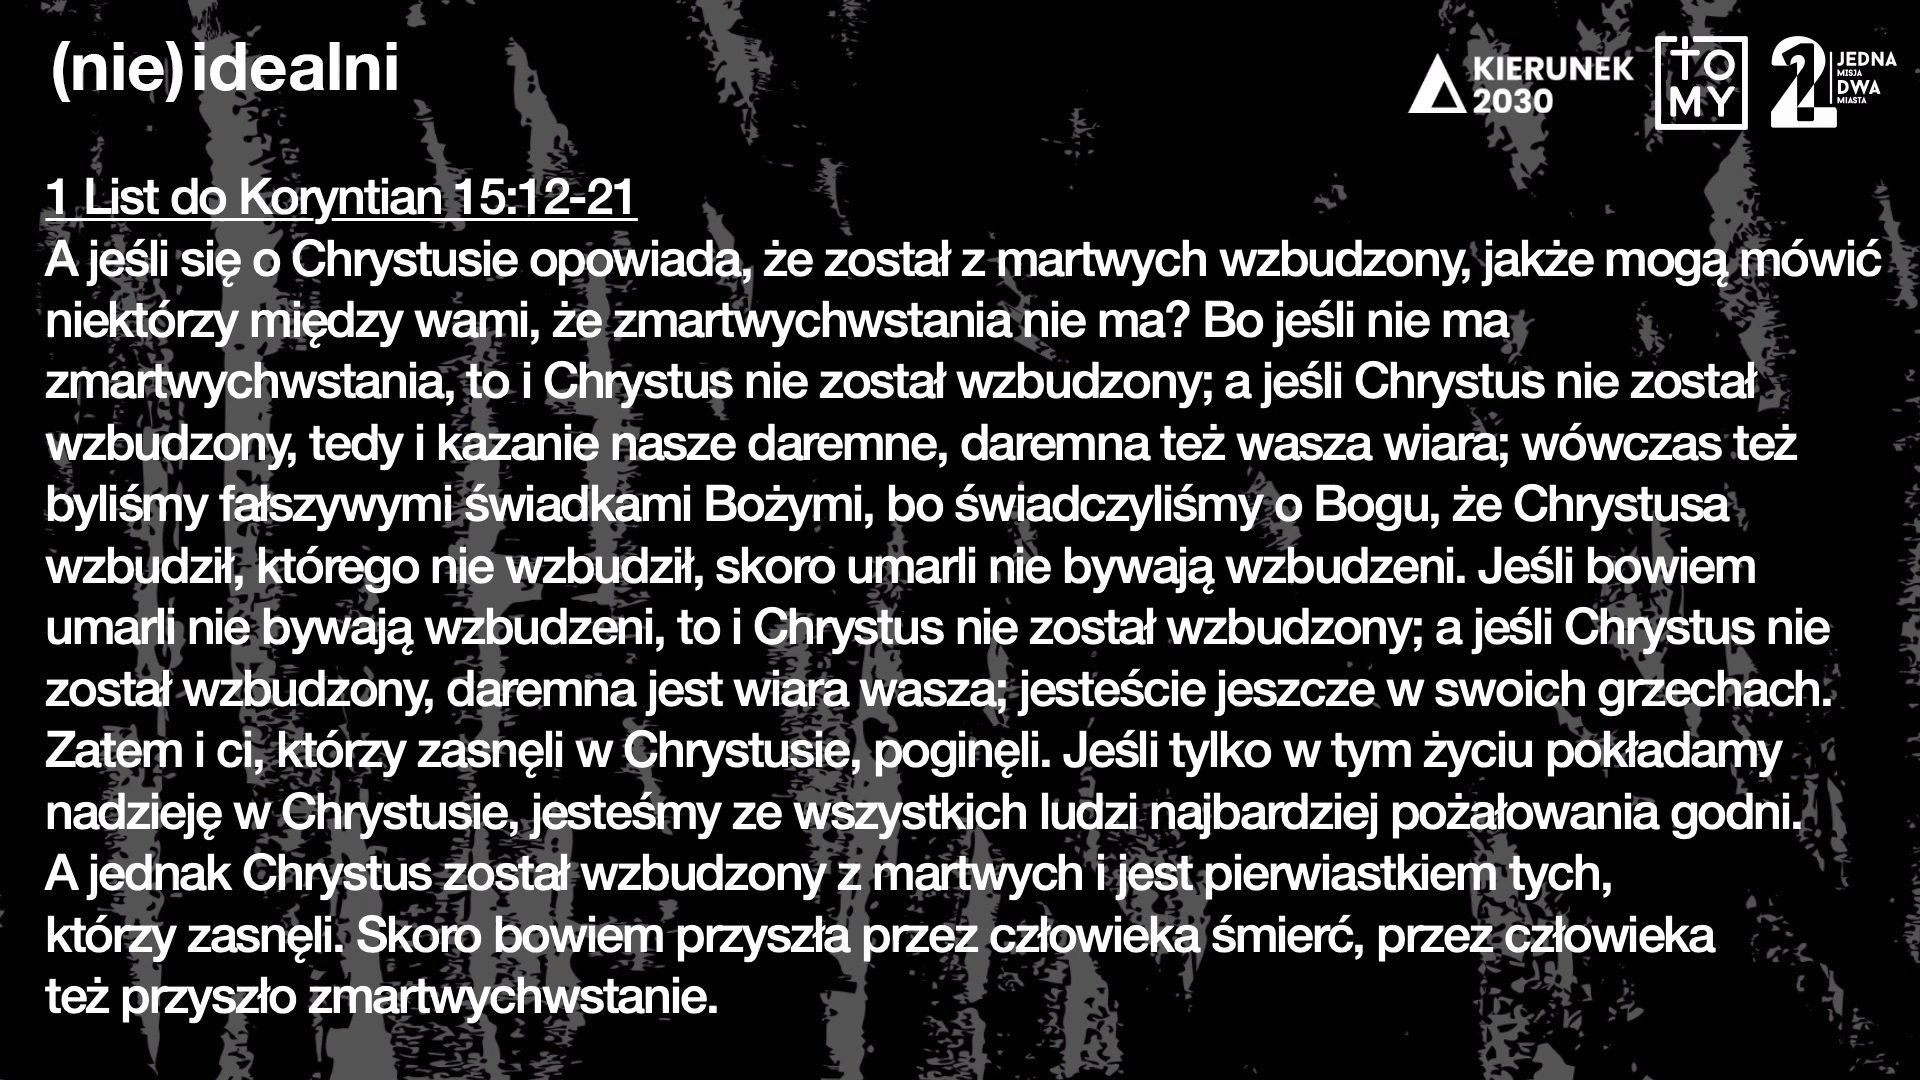 (nie)idealni
KIERUNEK
2030
TO
MY
2
JEDNA
MISJA
DWA
MIASTA
1 List do Koryntian 15:12-21
A jeśli się o Chrystusie opowiada, że został z martwych wzbudzony, jakże mogą mówić
niektórzy między wami, że zmartwychwstania nie ma? Bo jeśli nie ma
zmartwychwstania, to i Chrystus nie został wzbudzony; a jeśli Chrystus nie został
wzbudzony, tedy i kazanie nasze daremne, daremna też wasza wiara; wówczas też
byliśmy fałszywymi świadkami Bożymi, bo świadczyliśmy o Bogu, że Chrystusa
wzbudził, którego nie wzbudził, skoro umarli nie bywają wzbudzeni. Jeśli bowiem
umarli nie bywają wzbudzeni, to i Chrystus nie został wzbudzony; a jeśli Chrystus nie
został wzbudzony, daremna jest wiara wasza; jesteście jeszcze w swoich grzechach.
Zatem i ci, którzy zasnęli w Chrystusie, poginęli. Jeśli tylko w tym życiu pokładamy
nadzieję w Chrystusie, jesteśmy ze wszystkich ludzi najbardziej pożałowania godni.
A jednak Chrystus został wzbudzony z martwych i jest pierwiastkiem tych,
którzy zasnęli. Skoro bowiem przyszła przez człowieka śmierć, przez człowieka
też przyszło zmartwychwstanie.